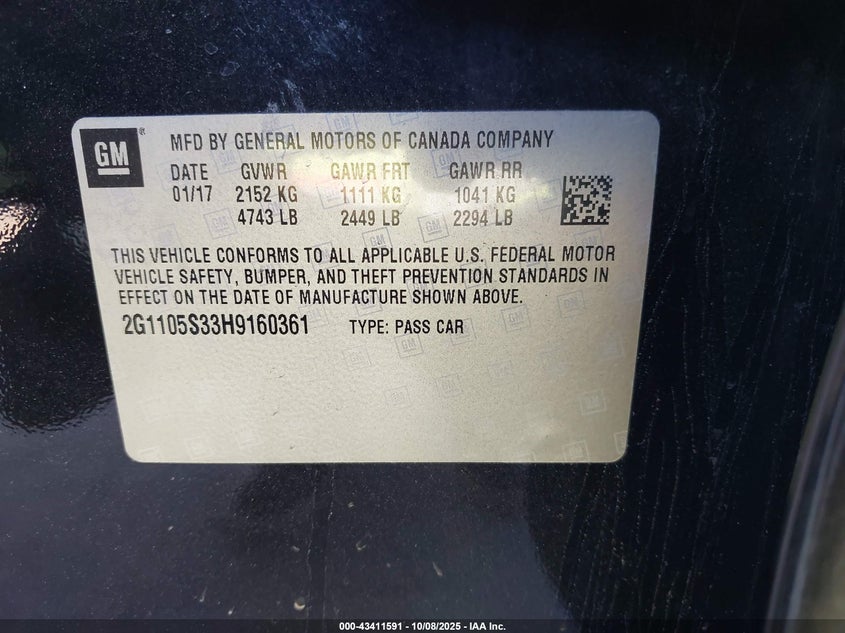 GM ® MFD BY GENERAL MOTORS OF CANADA COMPANY
DATE GVWR GAWR FRT GAWR RR
01/17 2152 KG 1111 KG 1041 KG
4743 LB 2449 LB 2294 LB
THIS VEHICLE CONFORMS TO ALL APPLICABLE U.S. FEDERAL MOTOR
VEHICLE SAFETY, BUMPER, AND THEFT PREVENTION STANDARDS IN
EFFECT ON THE DATE OF MANUFACTURE SHOWN ABOVE.
2G1105S33H9160361 TYPE: PASS CAR
000-43411591 - 10/08/2025 - IAA Inc.